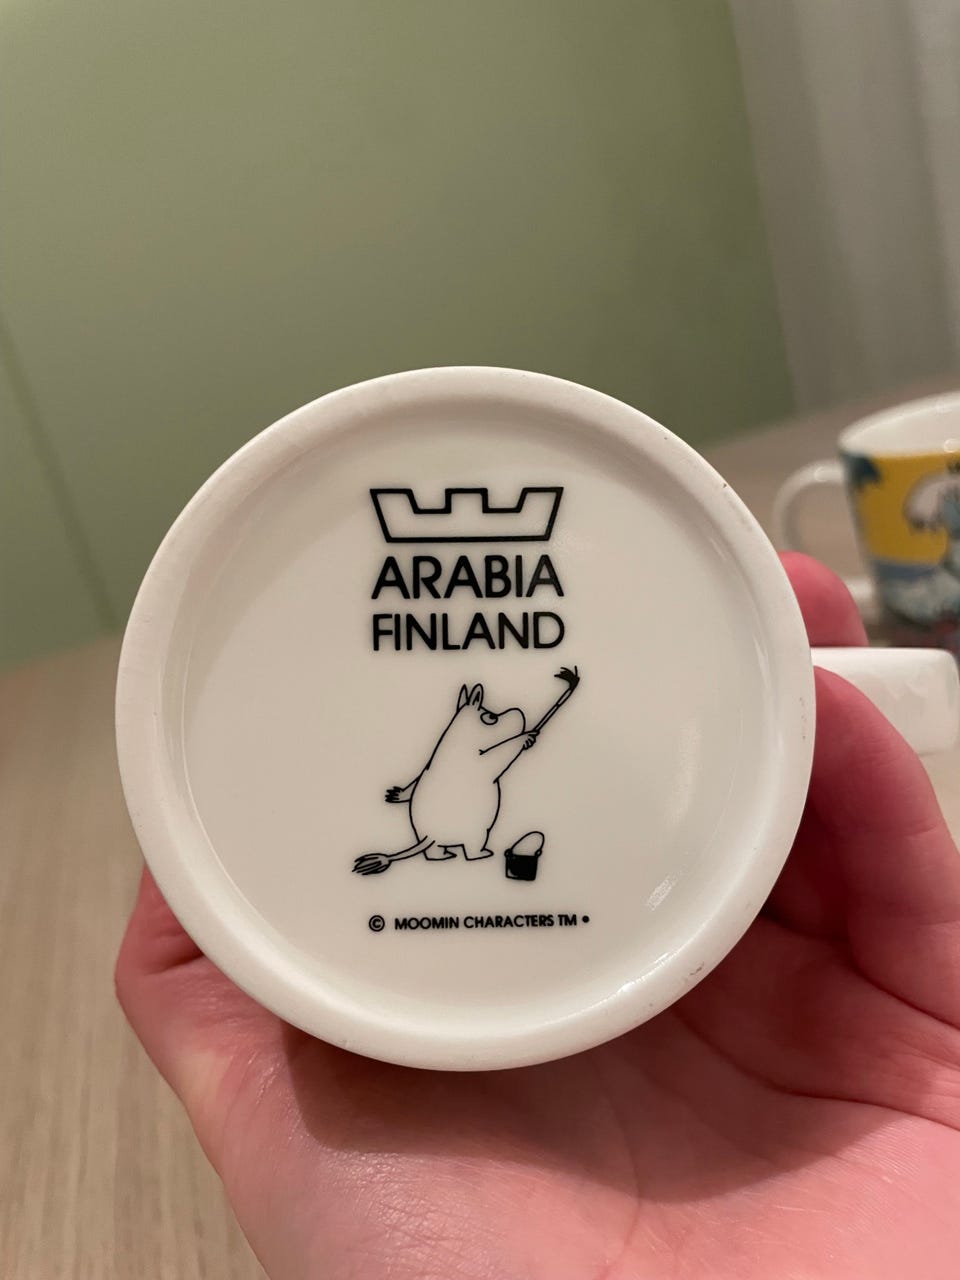 ARABIA
FINLAND
© MOOMIN CHARACTERS TM •